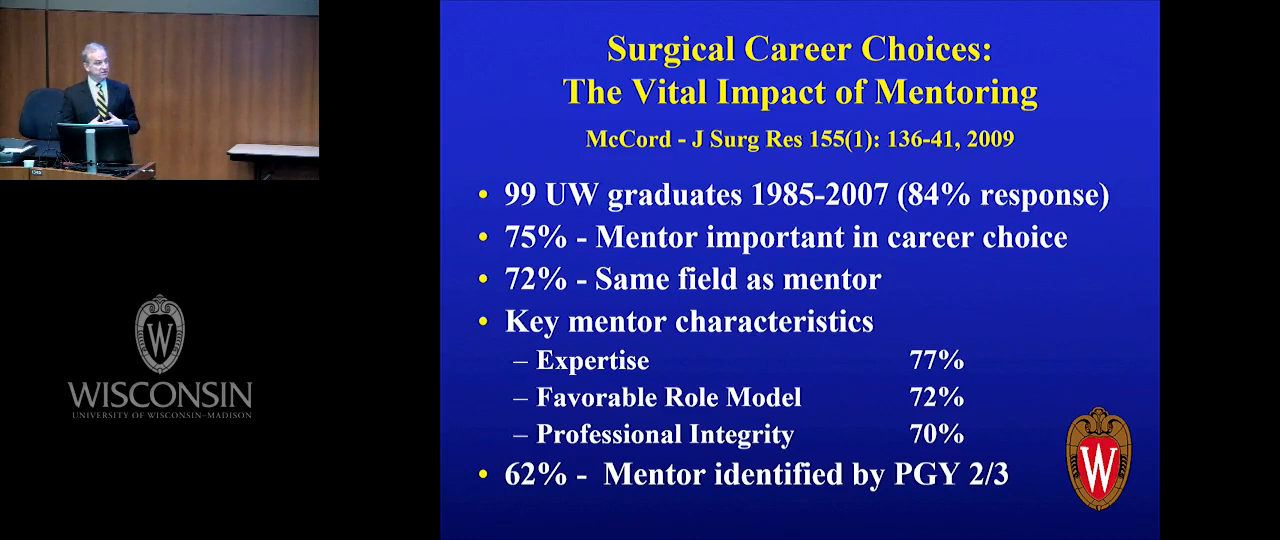 Surgical Career Choices:
The Vital Impact of Mentoring
McCord - J Surg Res 155(1): 136-41, 2009
• 99 UW graduates 1985-2007 (84% response)
• 75% - Mentor important in career choice
• 72% - Same field as mentor
• Key mentor characteristics
– Expertise 77%
– Favorable Role Model 72%
– Professional Integrity 70%
• 62% - Mentor identified by PGY 2/3
W
W
WISCONSIN
UNIVERSITY OF WISCONSIN–MADISON